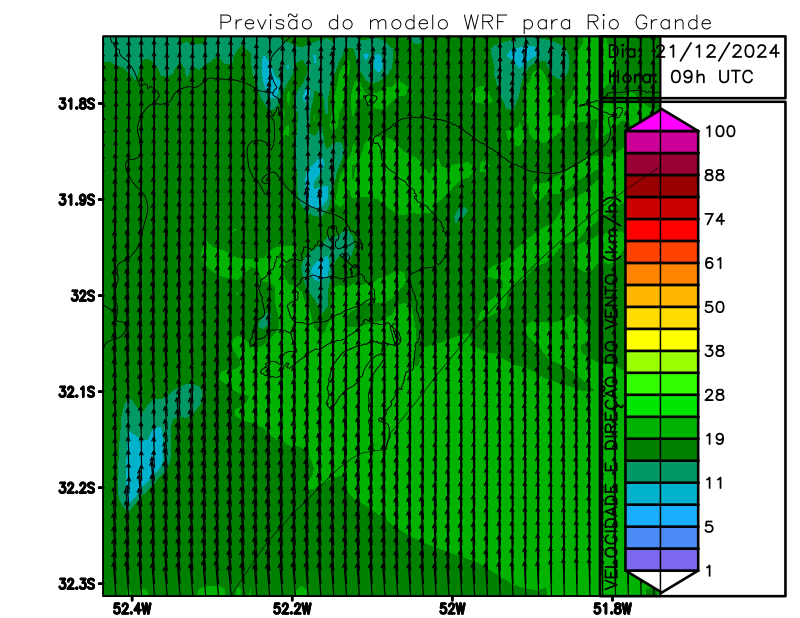 Previsão do modelo WRF para Rio Grande
Dia: 21/12/2024
Hora: 09h UTC
VELOCIDADE E DIREÇÃO DO VENTO (km/h)
100
88
74
61
50
38
28
19
11
5
1
31.8S
31.9S
32S
32.1S
32.2S
32.3S
52.4W
52.2W
52W
51.8W